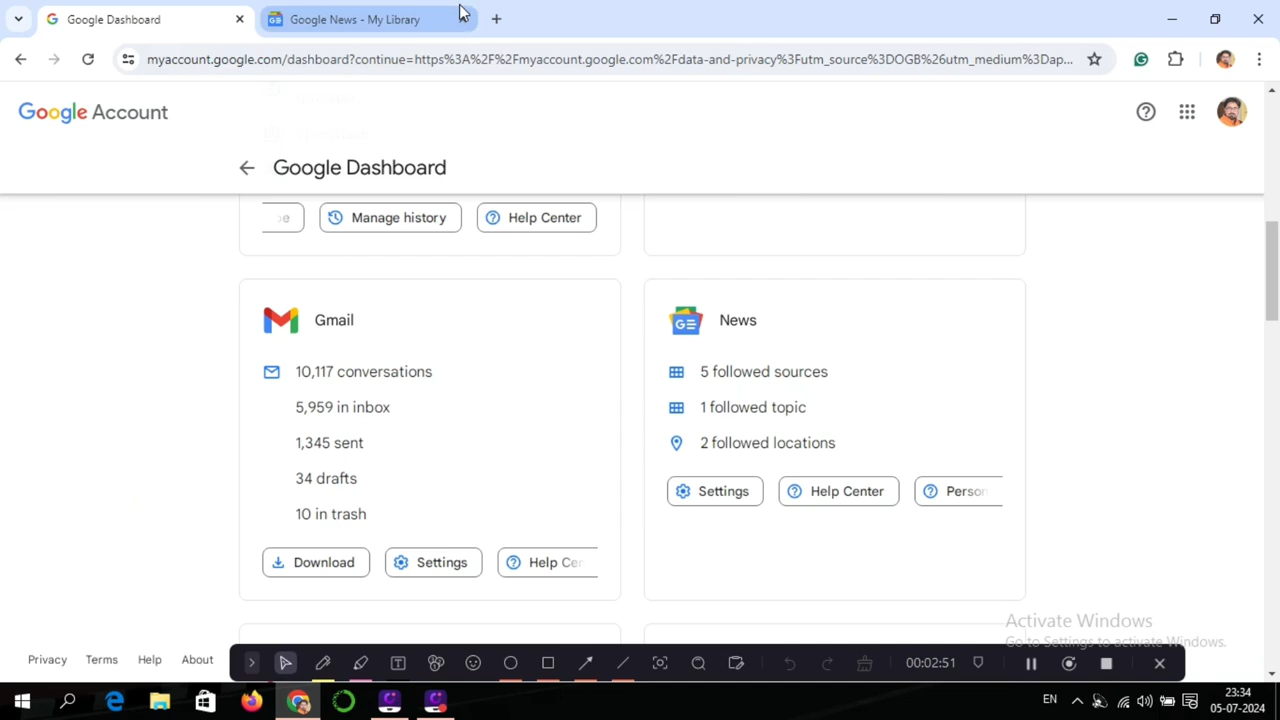 Google Dashboard
Google News - My Library
myaccount.google.com/dashboard?continue=https%3A%2F%2Fmyaccount.google.com%2Fdata-and-privacy%3Futm_source%3DOGB%26utm_medium%3Dap...
Google Account
Google Dashboard
Manage history
Help Center
Gmail
10,117 conversations
5,959 in inbox
1,345 sent
34 drafts
10 in trash
Download
Settings
Help Cen
News
5 followed sources
1 followed topic
2 followed locations
Settings
Help Center
Person
Activate Windows
Go to Settings to activate Windows.
Privacy
Terms
Help
About
00:02:51
EN
23:34
05-07-2024